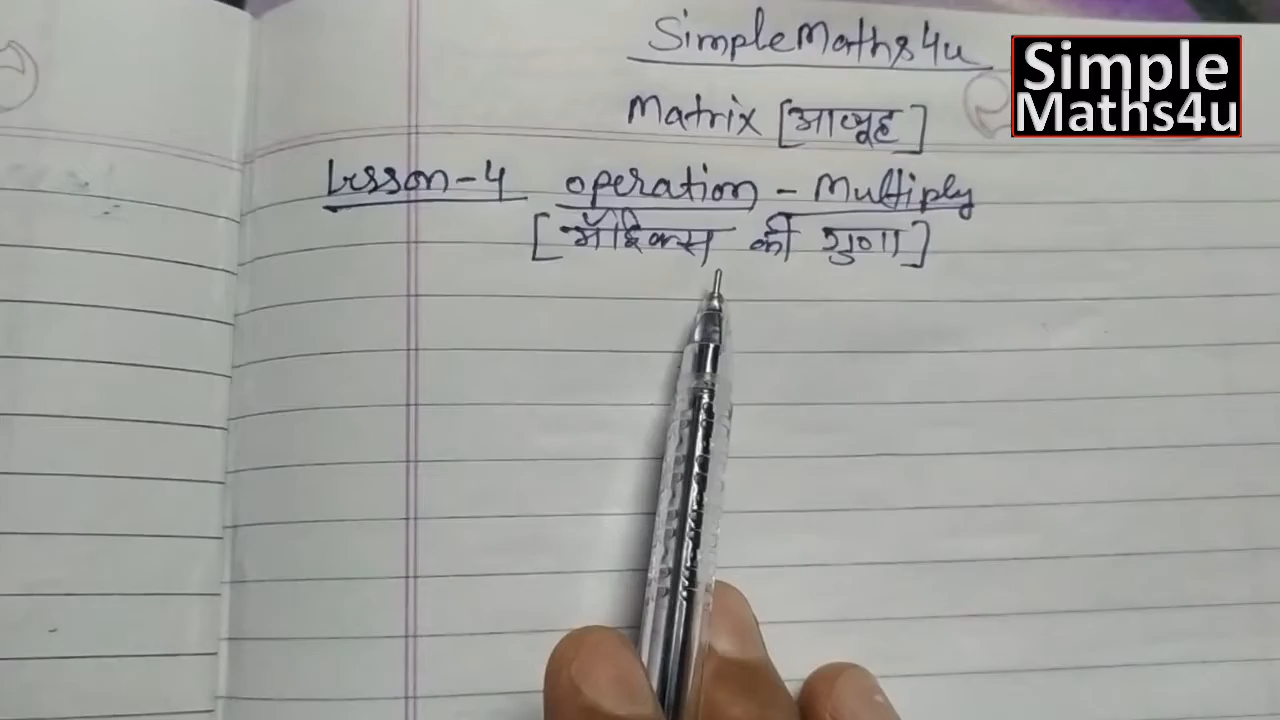 SimpleMaths4u
Simple
Maths4u
Matrix [आव्यूह]
Lesson-4 operation - Multiply
[मॅट्रिक्स की गुणा]